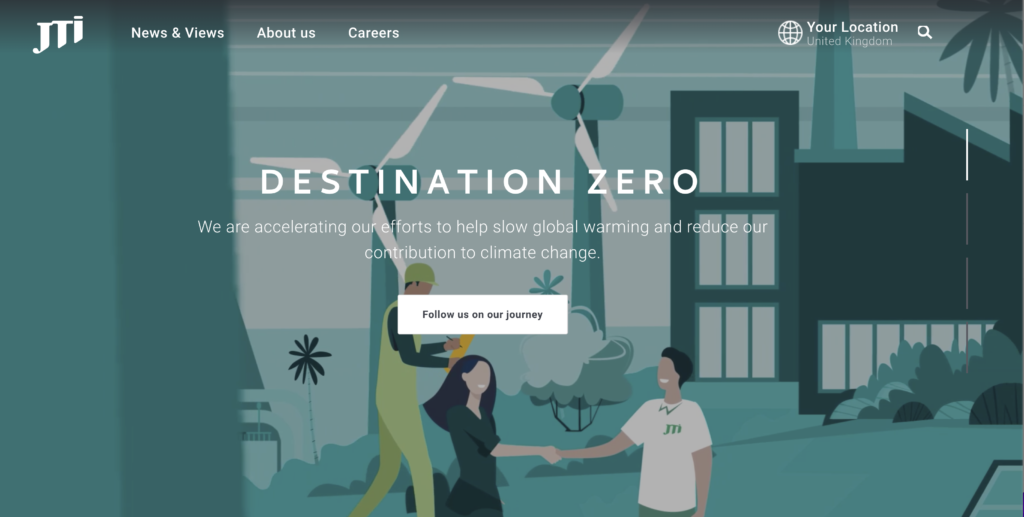 JTi
News & Views
About us
Careers
Your Location
United Kingdom
DESTINATION ZERO
We are accelerating our efforts to help slow global warming and reduce our
contribution to climate change.
Follow us on our journey
JTi